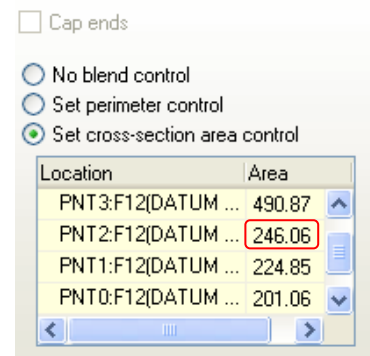 Cap ends
No blend control
Set perimeter control
Set cross-section area control
Location Area
PNT3:F12(DATUM ... 490.87
PNT2:F12(DATUM ... 246.06
PNT1:F12(DATUM ... 224.85
PNT0:F12(DATUM ... 201.06